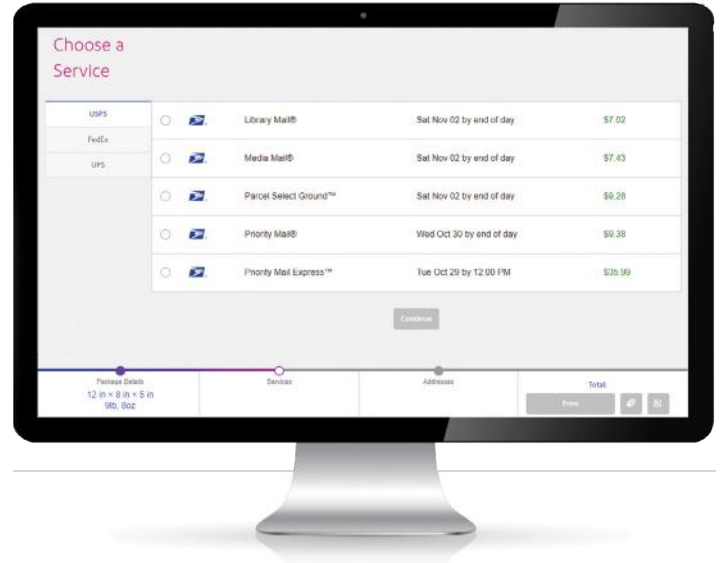 Choose a
Service
USPS
FedEx
UPS
Library Mail® Sat Nov 02 by end of day $7.02
Media Mail® Sat Nov 02 by end of day $7.43
Parcel Select Ground™ Sat Nov 02 by end of day $9.28
Priority Mail® Wed Oct 30 by end of day $9.38
Priority Mail Express™ Tue Oct 29 by 12:00 PM $35.99
Continue
Package Details Services Addresses Total:
12 in × 8 in × 5 in
9lb, 8oz
Print